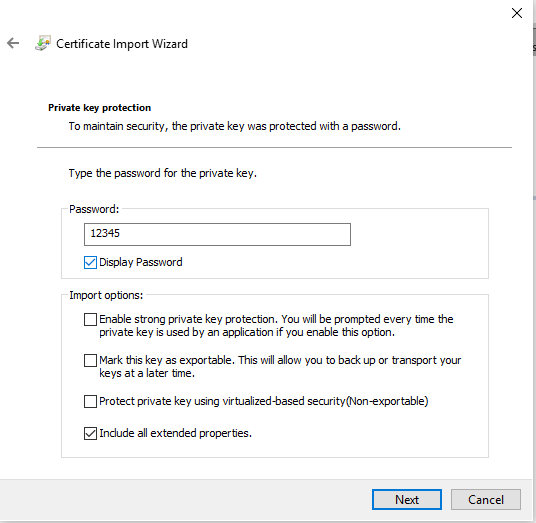 Certificate Import Wizard
Private key protection
To maintain security, the private key was protected with a password.
Type the password for the private key.
Password:
12345
Display Password
Import options:
Enable strong private key protection. You will be prompted every time the
private key is used by an application if you enable this option.
Mark this key as exportable. This will allow you to back up or transport your
keys at a later time.
Protect private key using virtualized-based security(Non-exportable)
Include all extended properties.
Next
Cancel